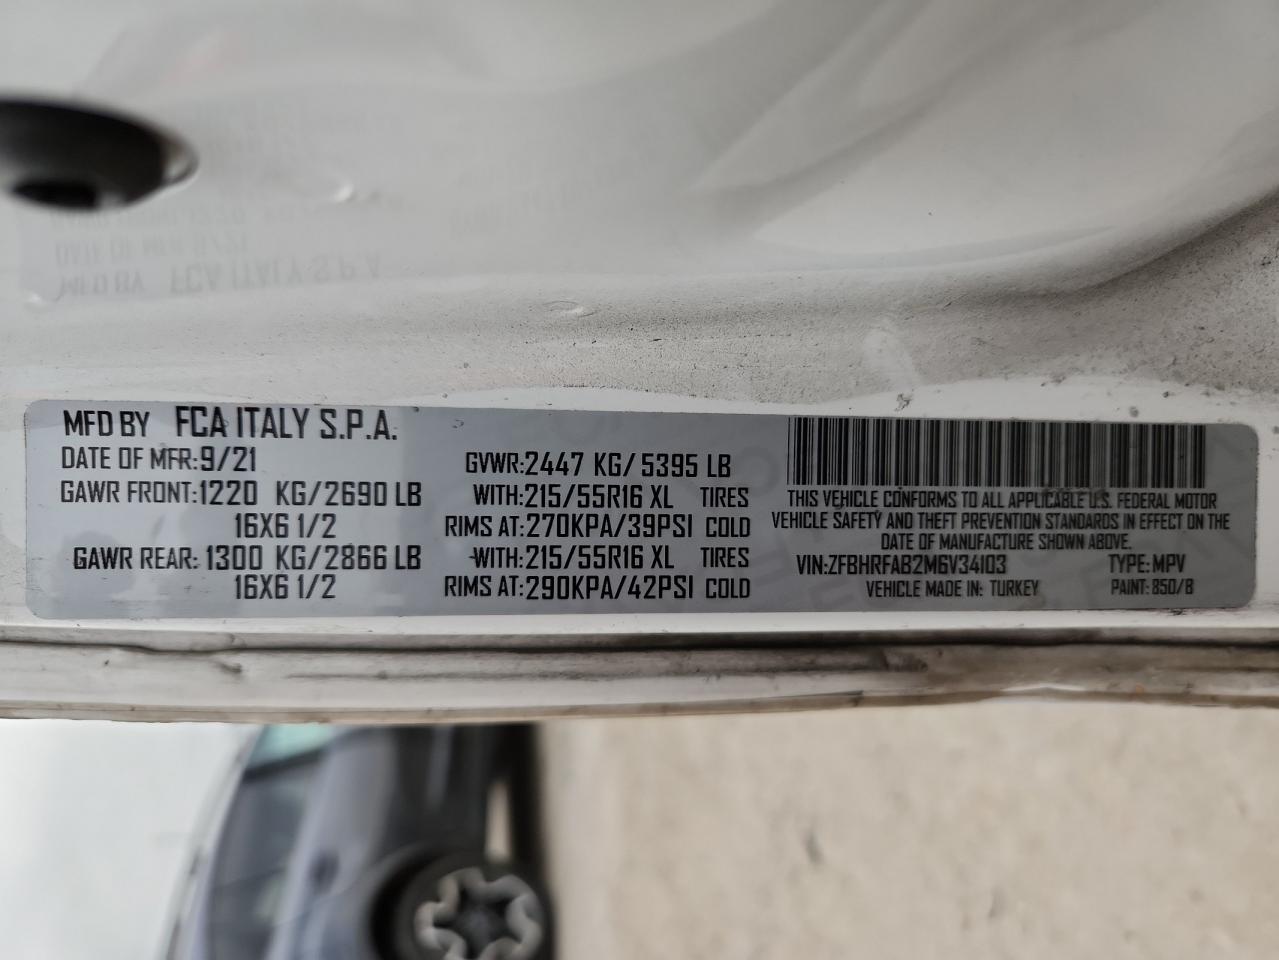 MFD BY FCA ITALY S.P.A.
DATE OF MFR:9/21
GAWR FRONT:1220 KG/2690 LB
16X6 1/2
GAWR REAR:1300 KG/2866 LB
16X6 1/2
GVWR:2447 KG/5395 LB
WITH:215/55R16 XL TIRES
RIMS AT:270KPA/39PSI COLD
WITH:215/55R16 XL TIRES
RIMS AT:290KPA/42PSI COLD
THIS VEHICLE CONFORMS TO ALL APPLICABLE U.S. FEDERAL MOTOR
VEHICLE SAFETY AND THEFT PREVENTION STANDARDS IN EFFECT ON THE
DATE OF MANUFACTURE SHOWN ABOVE.
VIN:ZFBHRFAB2M6V34103 TYPE:MPV
VEHICLE MADE IN: TURKEY PAINT: 850/B